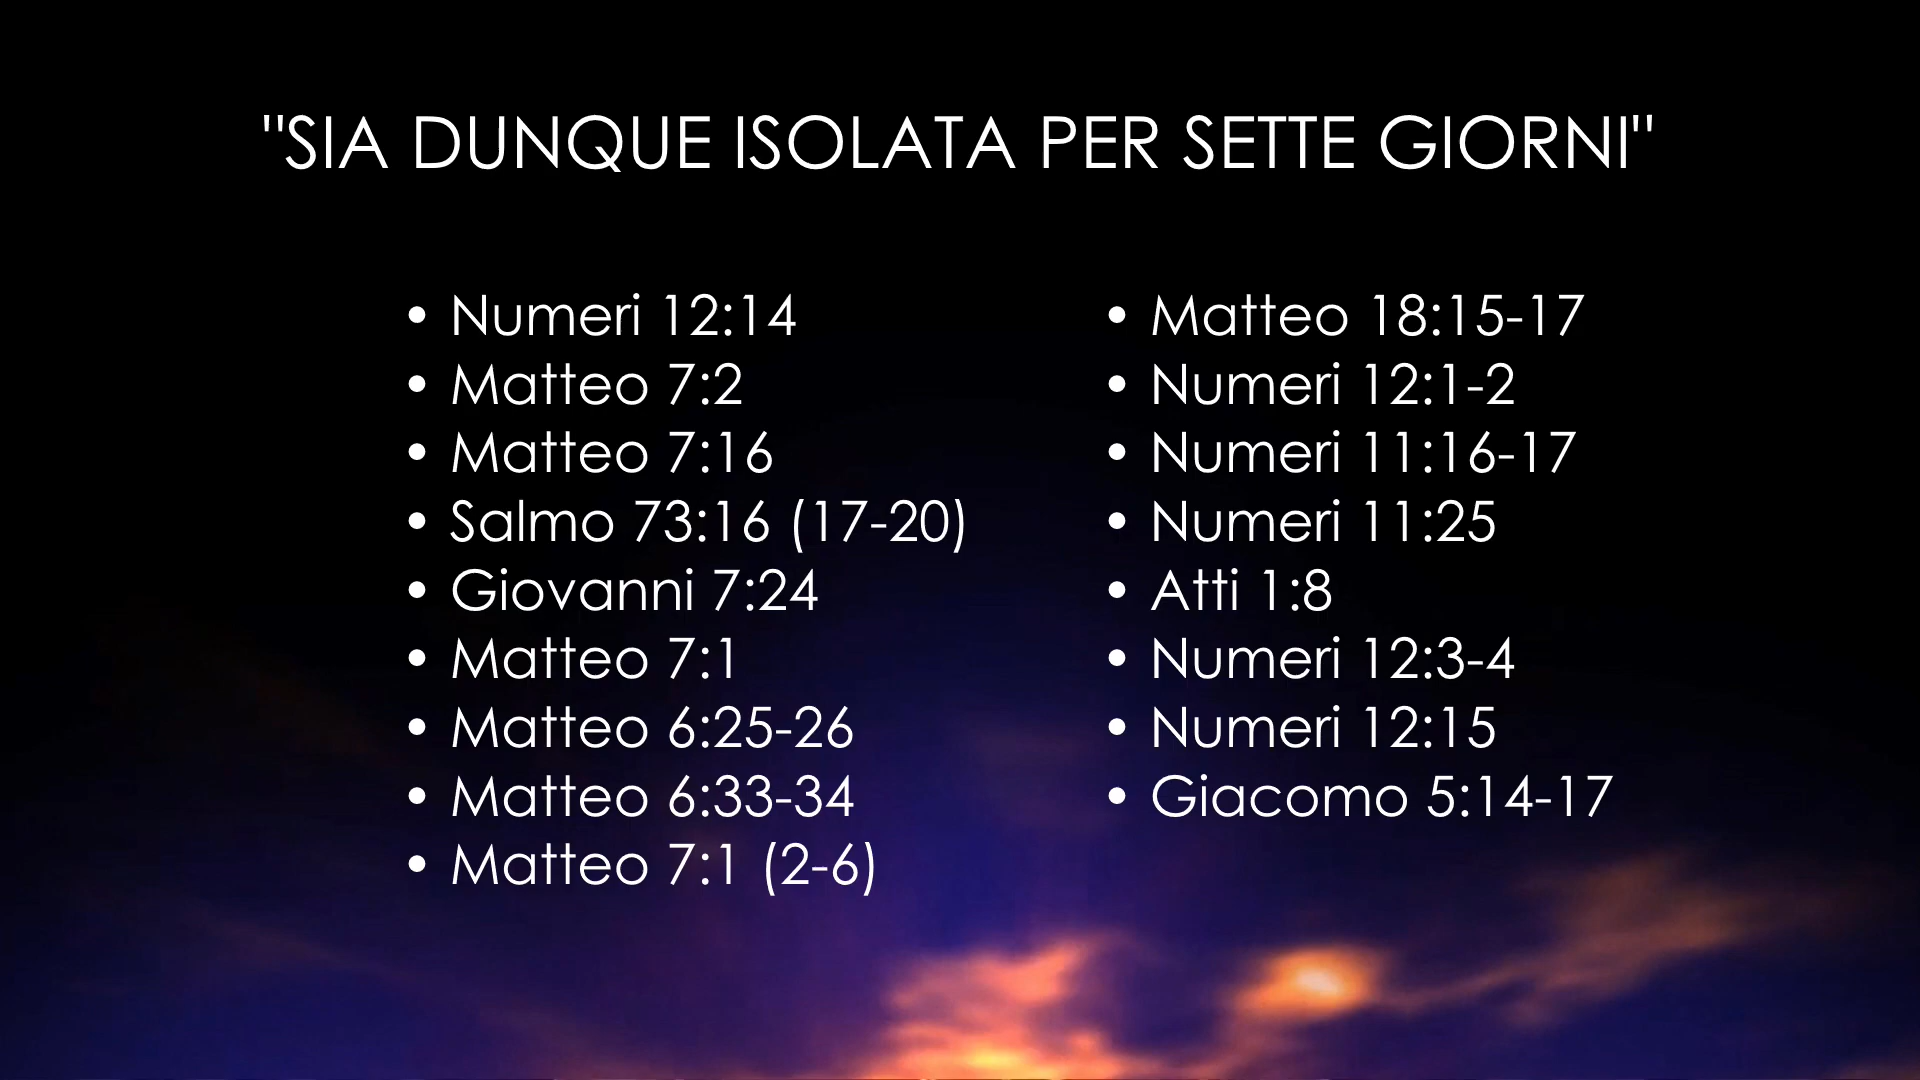 "SIA DUNQUE ISOLATA PER SETTE GIORNI"
• Numeri 12:14
• Matteo 7:2
• Matteo 7:16
• Salmo 73:16 (17-20)
• Giovanni 7:24
• Matteo 7:1
• Matteo 6:25-26
• Matteo 6:33-34
• Matteo 7:1 (2-6)
• Matteo 18:15-17
• Numeri 12:1-2
• Numeri 11:16-17
• Numeri 11:25
• Atti 1:8
• Numeri 12:3-4
• Numeri 12:15
• Giacomo 5:14-17